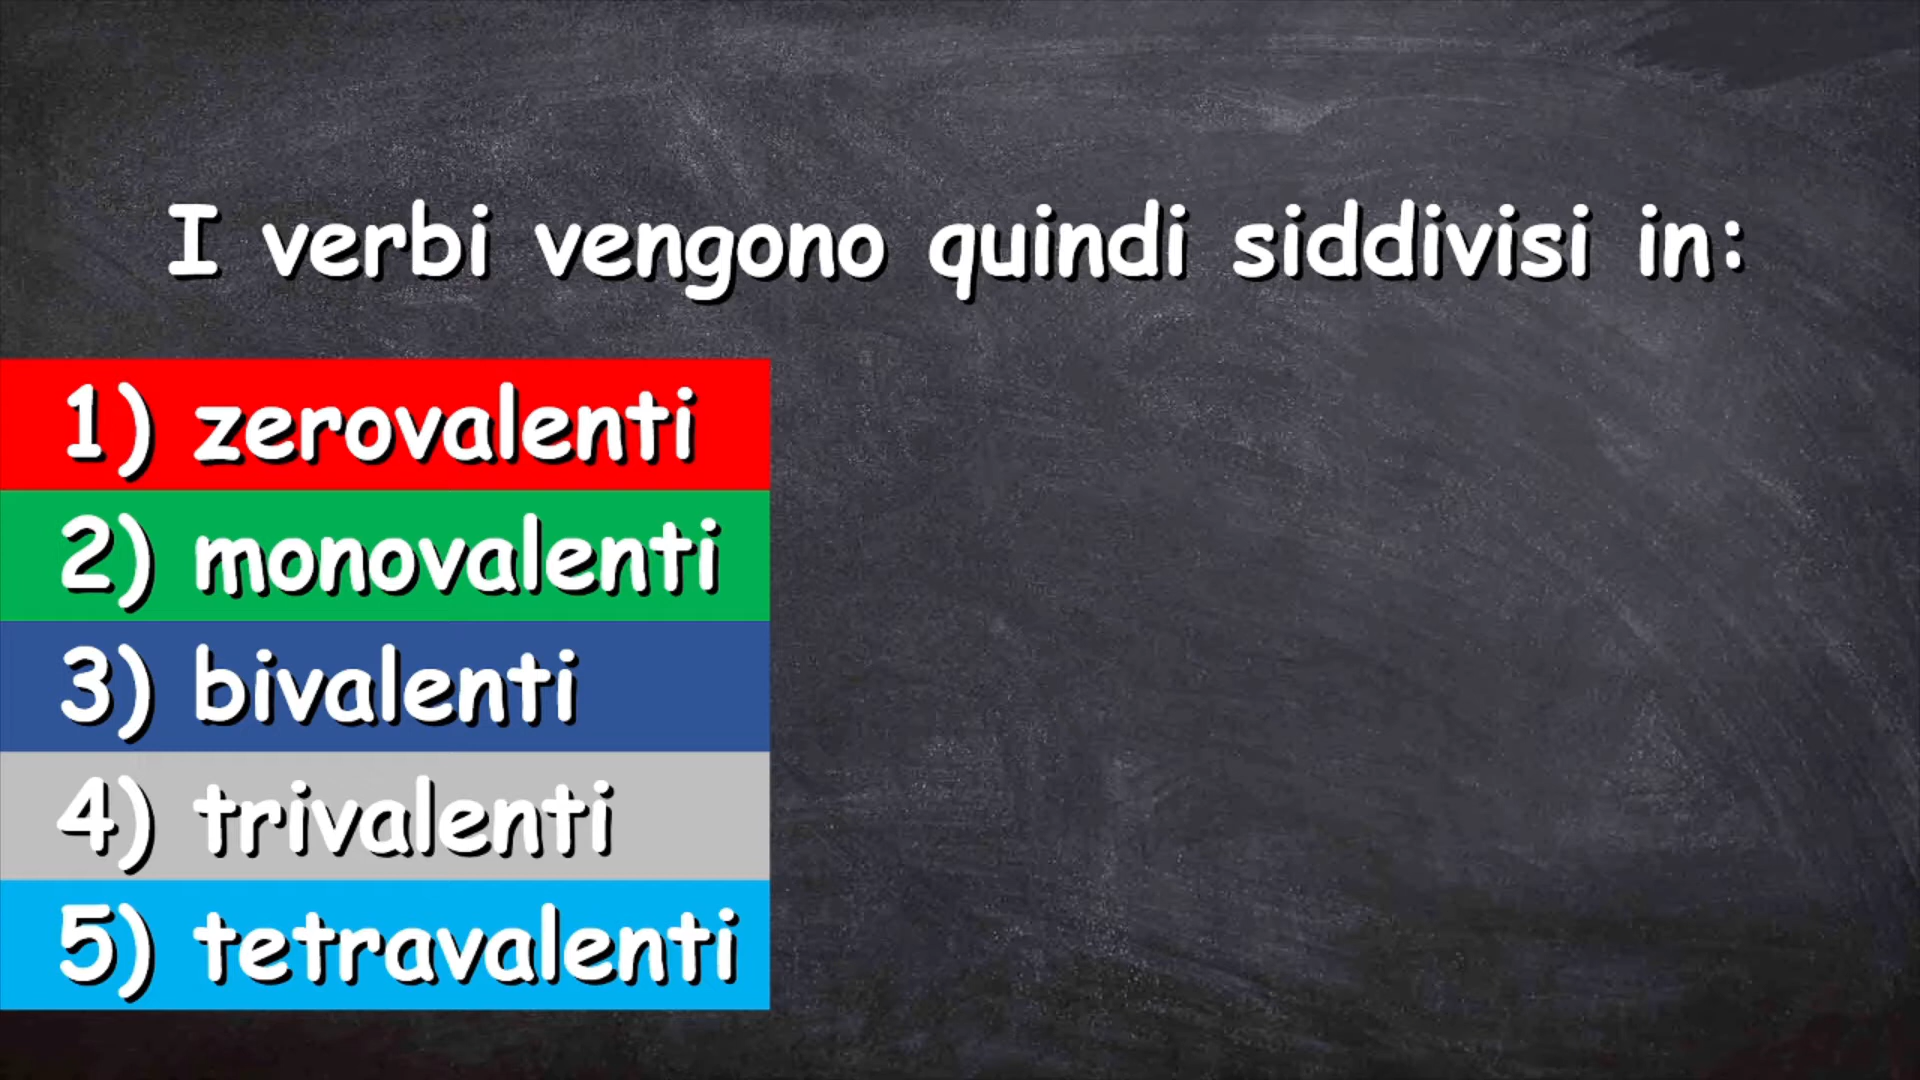 I verbi vengono quindi siddivisi in:
1) zerovalenti
2) monovalenti
3) bivalenti
4) trivalenti
5) tetravalenti